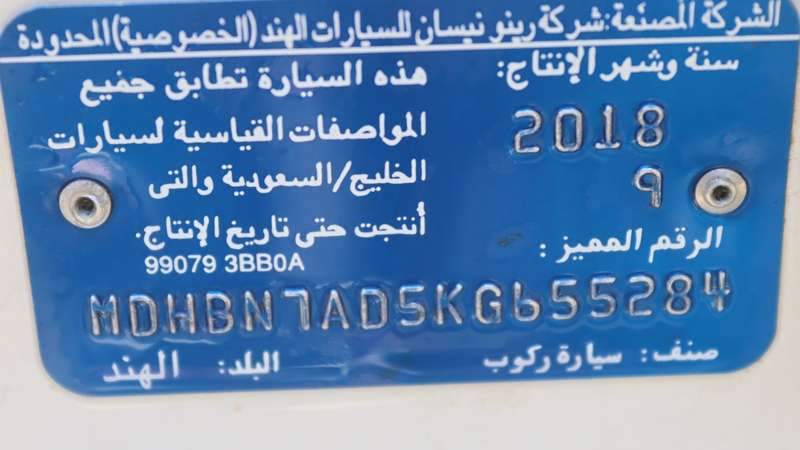 الشركة المصنعة: شركة رينو نيسان للسيارات الهند (الخصوصية) المحدودة
سنة وشهر الإنتاج:
2018
9
هذه السيارة تطابق جميع
المواصفات القياسية لسيارات
الخليج/السعودية والتى
أنتجت حتى تاريخ الإنتاج.
99079 3BB0A
الرقم المميز :
MDHBN7AD5KG655284
صنف: سيارة ركوب
البلد: الهند